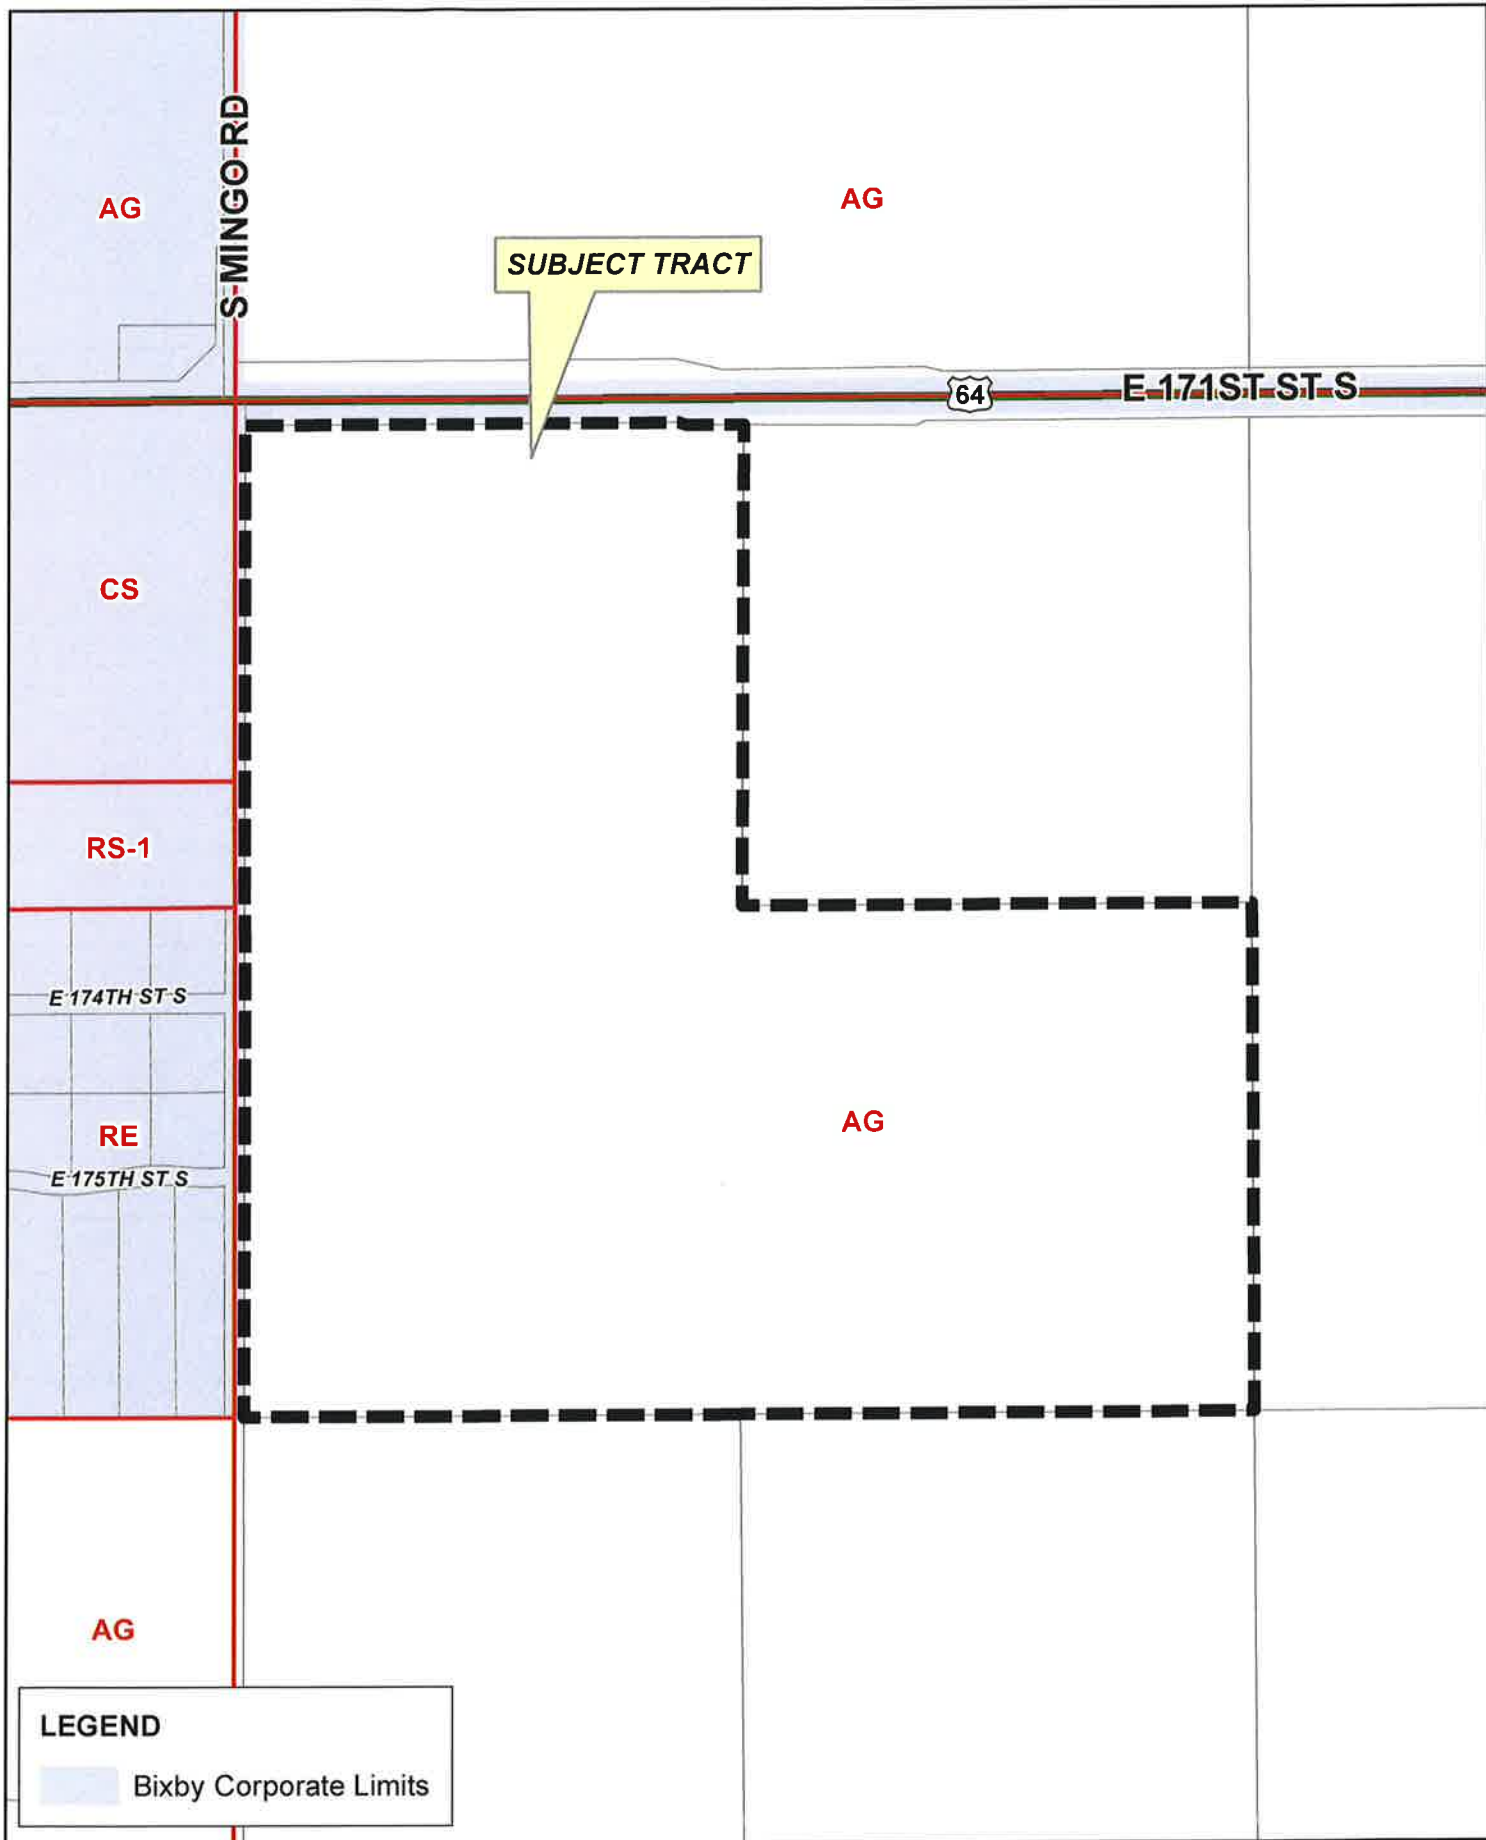 S MINGO RD
AG
AG
SUBJECT TRACT
64
E 171ST ST S
CS
RS-1
E 174TH ST S
RE
AG
E 175TH ST S
AG
LEGEND
Bixby Corporate Limits